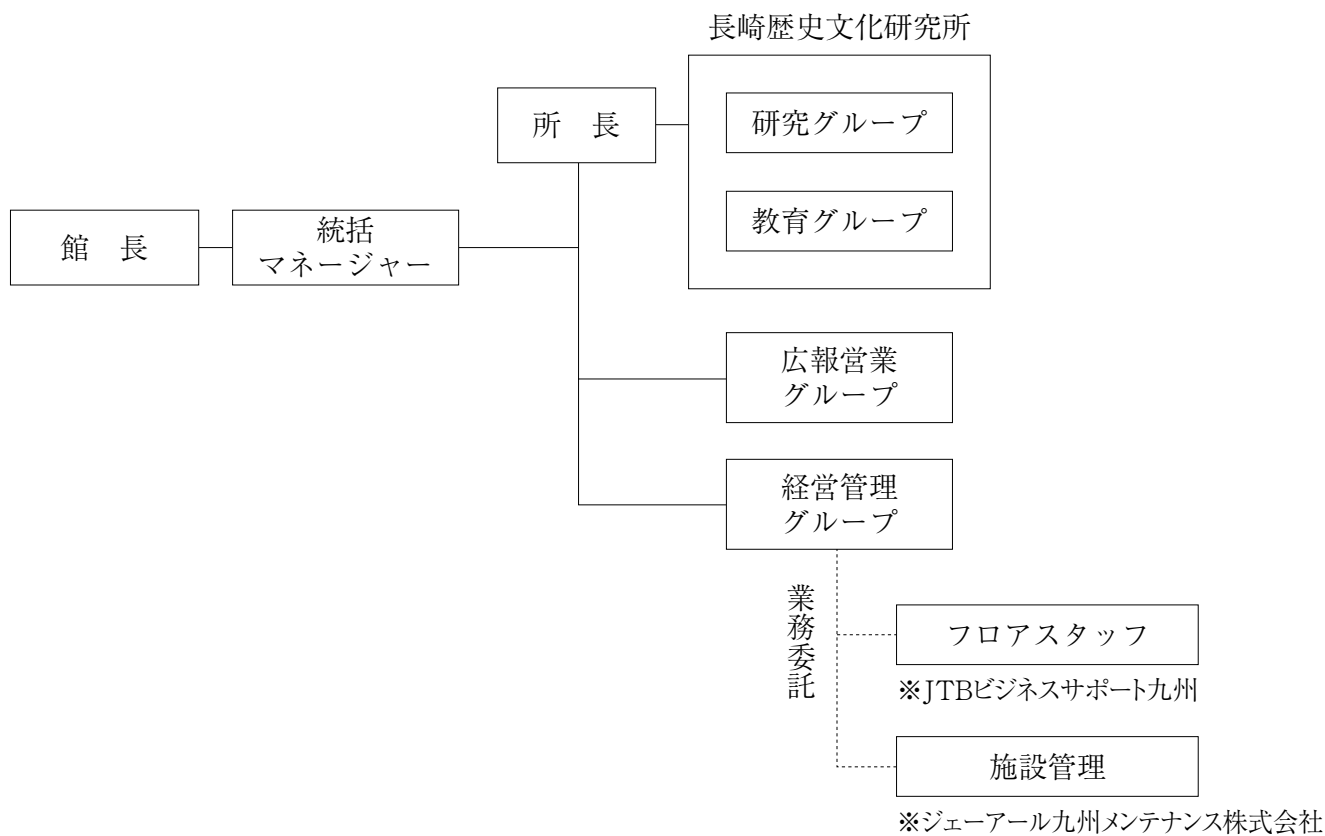 長崎歴史文化研究所
所　長
研究グループ
教育グループ
館　長
統括
マネージャー
広報営業
グループ
経営管理
グループ
業務委託
フロアスタッフ
※JTBビジネスサポート九州
施設管理
※ジェーアール九州メンテナンス株式会社